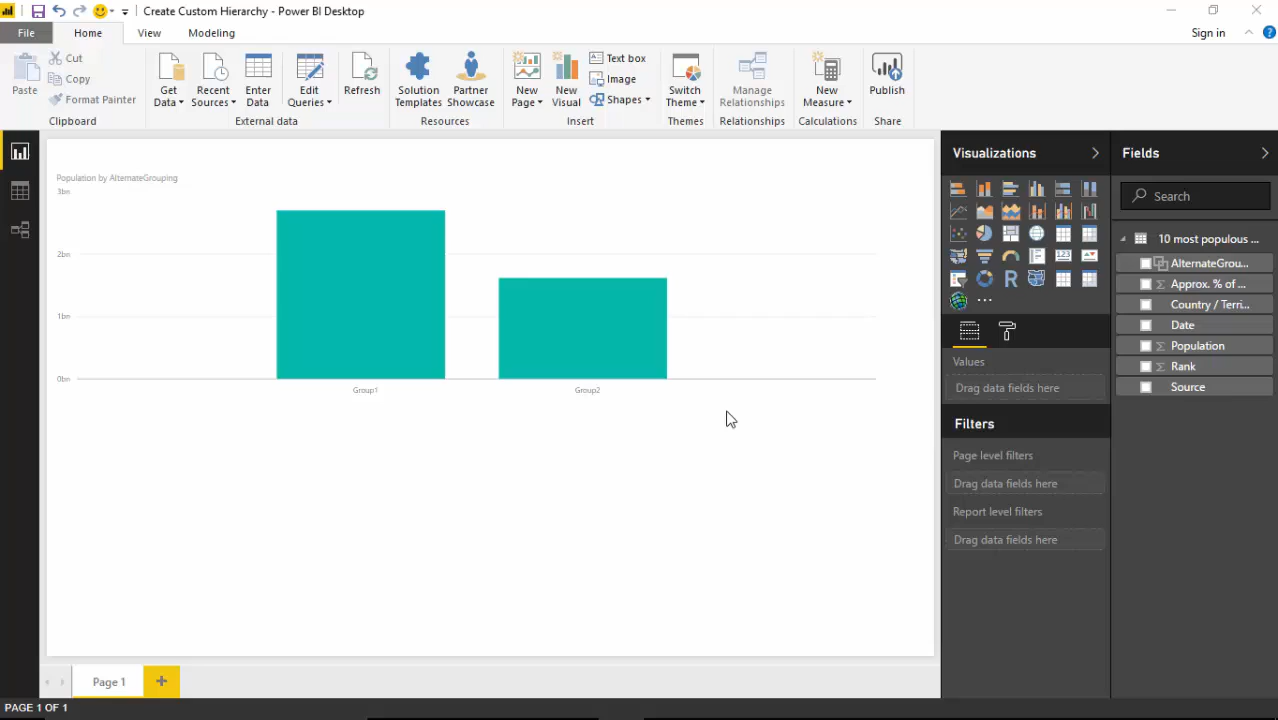 Create Custom Hierarchy - Power BI Desktop
File Home View Modeling Sign in
Paste Cut Copy Format Painter
Get Data Recent Sources Enter Data Edit Queries Refresh
Solution Templates Partner Showcase
New Page New Visual Text box Image Shapes
Switch Theme Manage Relationships New Measure Publish
Clipboard External data Resources Insert Themes Relationships Calculations Share
Population by AlternateGrouping
3bn
2bn
1bn
0bn
Group1 Group2
Visualizations
R
123
Values
Drag data fields here
Filters
Page level filters
Drag data fields here
Report level filters
Drag data fields here
Fields
Search
10 most populous ...
AlternateGrou...
Σ Approx. % of ...
Country / Terri...
Date
Σ Population
Σ Rank
Source
Page 1 +
PAGE 1 OF 1